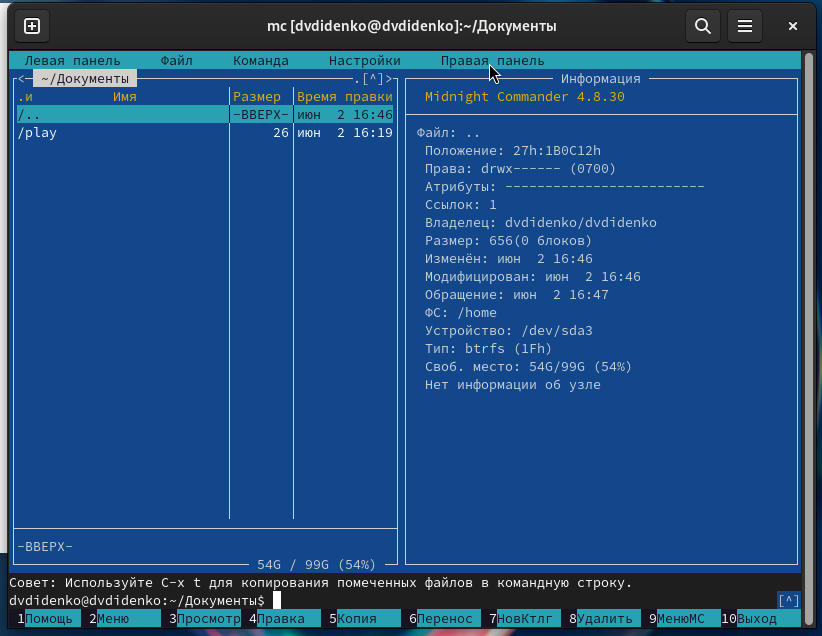 mc [dvdidenko@dvdidenko]:~/Документы
Левая панель Файл Команда Настройки Правая панель
<─ ~/Документы .[^]>
.и Имя Размер Время правки
/.. -ВВЕРХ- июн 2 16:46
/play 26 июн 2 16:19
-ВВЕРХ-
54G / 99G (54%)
Информация
Midnight Commander 4.8.30
Файл: ..
Положение: 27h:1B0C12h
Права: drwx------ (0700)
Атрибуты: -------------------------
Ссылок: 1
Владелец: dvdidenko/dvdidenko
Размер: 656(0 блоков)
Изменён: июн 2 16:46
Модифицирован: июн 2 16:46
Обращение: июн 2 16:47
ФС: /home
Устройство: /dev/sda3
Тип: btrfs (1Fh)
Своб. место: 54G/99G (54%)
Нет информации об узле
Совет: Используйте C-x t для копирования помеченных файлов в командную строку.
dvdidenko@dvdidenko:~/Документы$ [^]
1Помощь 2Меню 3Просмотр 4Правка 5Копия 6Перенос 7НовКтлг 8Удалить 9МенюMC 10Выход